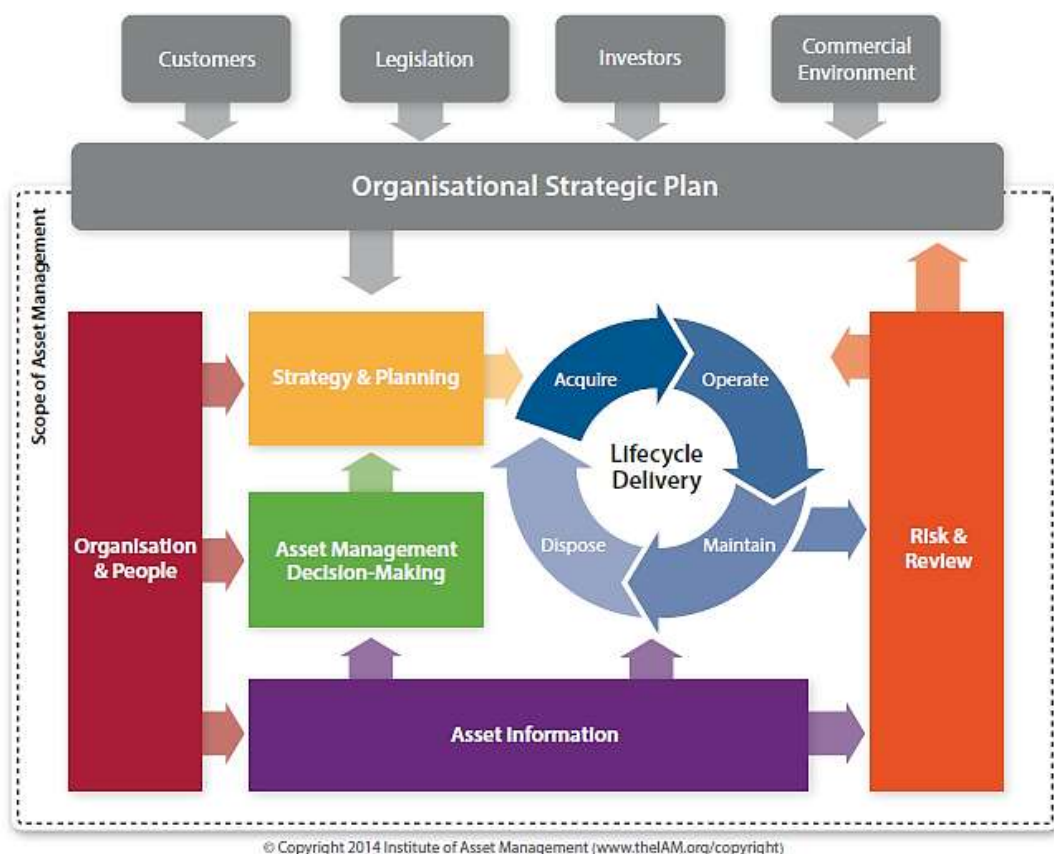 Customers
Legislation
Investors
Commercial
Environment
Organisational Strategic Plan
Scope of Asset Management
Organisation
& People
Strategy & Planning
Asset Management
Decision-Making
Acquire
Operate
Lifecycle
Delivery
Dispose
Maintain
Risk &
Review
Asset Information
© Copyright 2014 Institute of Asset Management (www.theIAM.org/copyright)